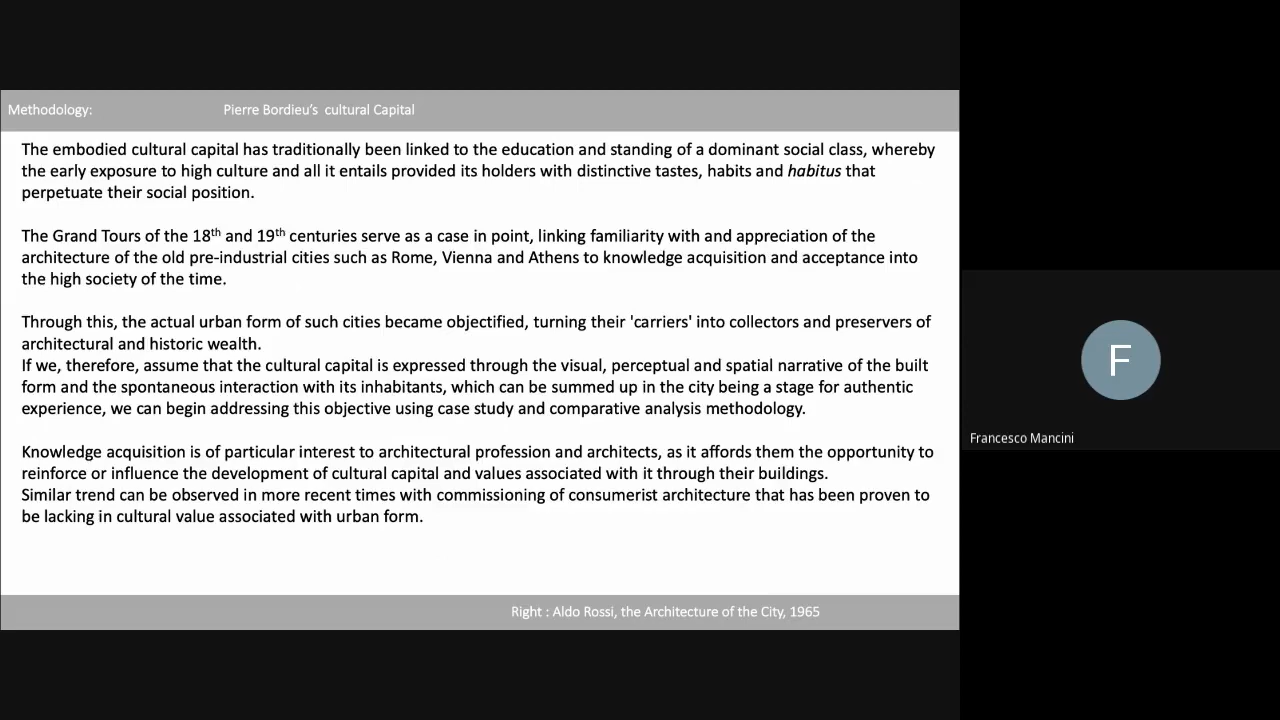 Methodology: Pierre Bordieu's cultural Capital
The embodied cultural capital has traditionally been linked to the education and standing of a dominant social class, whereby
the early exposure to high culture and all it entails provided its holders with distinctive tastes, habits and habitus that
perpetuate their social position.
The Grand Tours of the 18th and 19th centuries serve as a case in point, linking familiarity with and appreciation of the
architecture of the old pre-industrial cities such as Rome, Vienna and Athens to knowledge acquisition and acceptance into
the high society of the time.
Through this, the actual urban form of such cities became objectified, turning their 'carriers' into collectors and preservers of
architectural and historic wealth.
If we, therefore, assume that the cultural capital is expressed through the visual, perceptual and spatial narrative of the built
form and the spontaneous interaction with its inhabitants, which can be summed up in the city being a stage for authentic
experience, we can begin addressing this objective using case study and comparative analysis methodology.
Knowledge acquisition is of particular interest to architectural profession and architects, as it affords them the opportunity to
reinforce or influence the development of cultural capital and values associated with it through their buildings.
Similar trend can be observed in more recent times with commissioning of consumerist architecture that has been proven to
be lacking in cultural value associated with urban form.
Right : Aldo Rossi, the Architecture of the City, 1965
F
Francesco Mancini